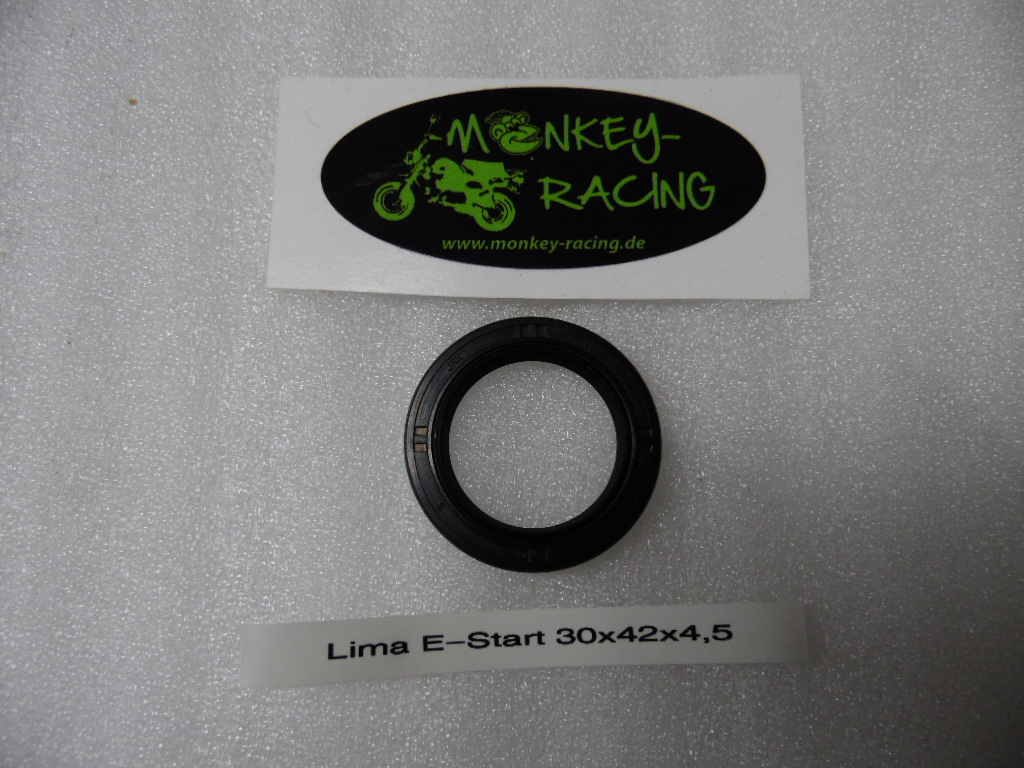 -MONKEY-
RACING
www.monkey-racing.de
Lima E-Start 30x42x4,5